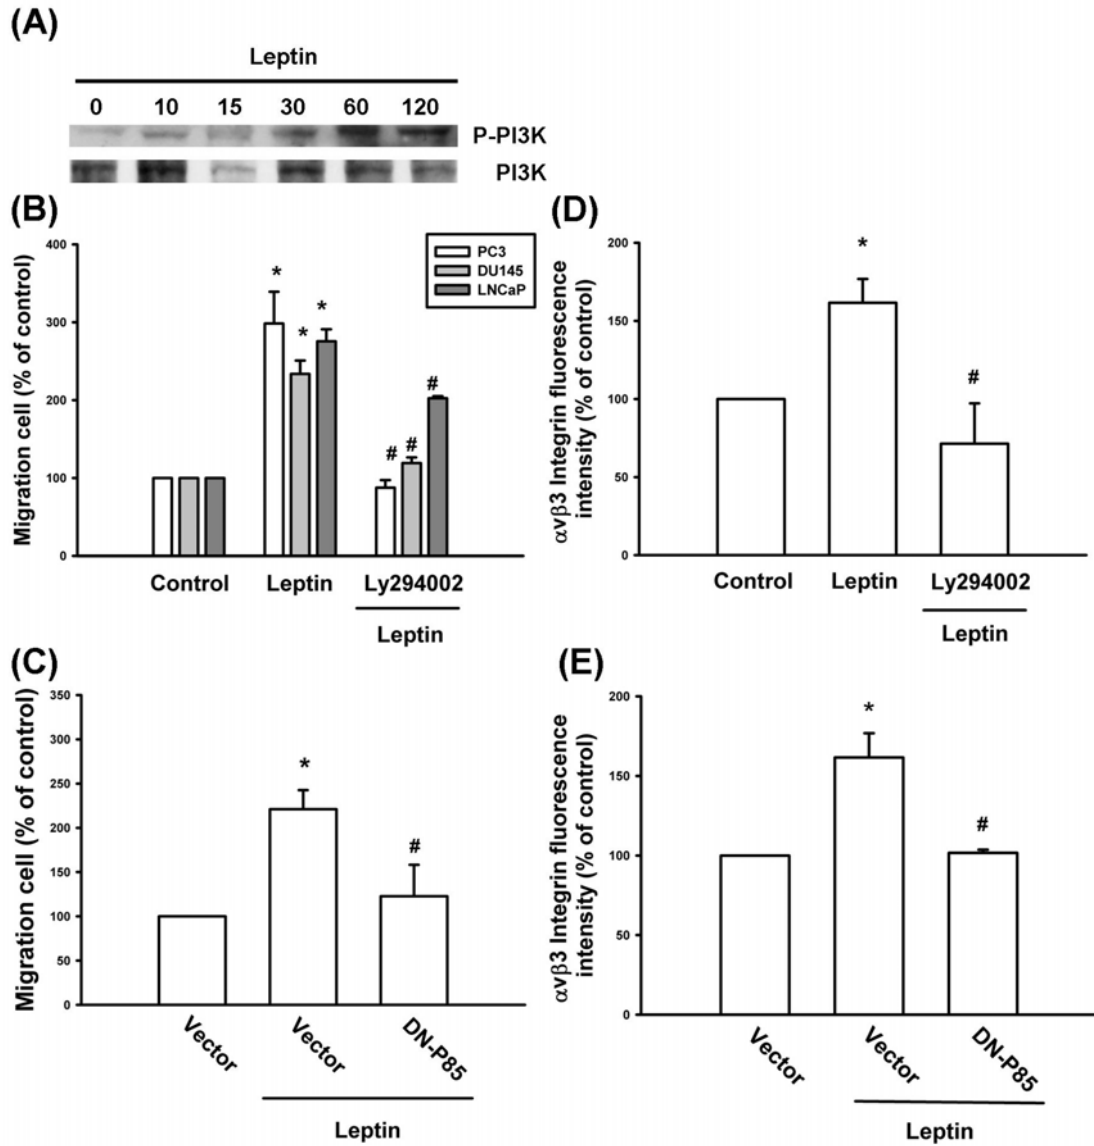 (A)
Leptin
0 10 15 30 60 120
P-PI3K
PI3K
(B)
Migration cell (% of control)
400
300
200
100
0
PC3
DU145
LNCaP
* * *
# # #
Control Leptin Ly294002
Leptin
(D)
αvβ3 Integrin fluorescence
intensity (% of control)
200
150
100
50
0
*
#
Control Leptin Ly294002
Leptin
(C)
Migration cell (% of control)
350
300
250
200
150
100
50
0
*
#
Vector Vector DN-P85
Leptin
(E)
αvβ3 Integrin fluorescence
intensity (% of control)
200
150
100
50
0
*
#
Vector Vector DN-P85
Leptin